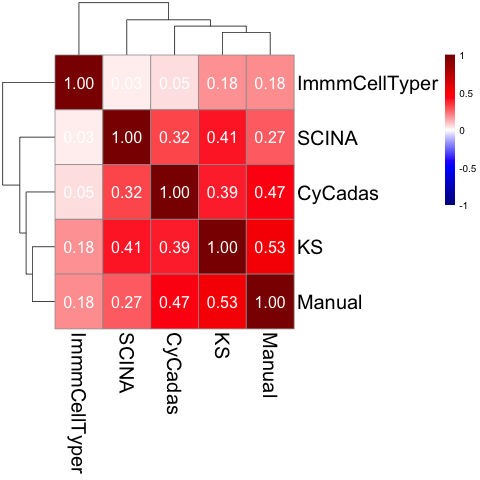 1.00 0.03 0.05 0.18 0.18 ImmmCellTyper
0.03 1.00 0.32 0.41 0.27 SCINA
0.05 0.32 1.00 0.39 0.47 CyCadas
0.18 0.41 0.39 1.00 0.53 KS
0.18 0.27 0.47 0.53 1.00 Manual
ImmmCellTyper
SCINA
CyCadas
KS
Manual
1
0.5
0
-0.5
-1